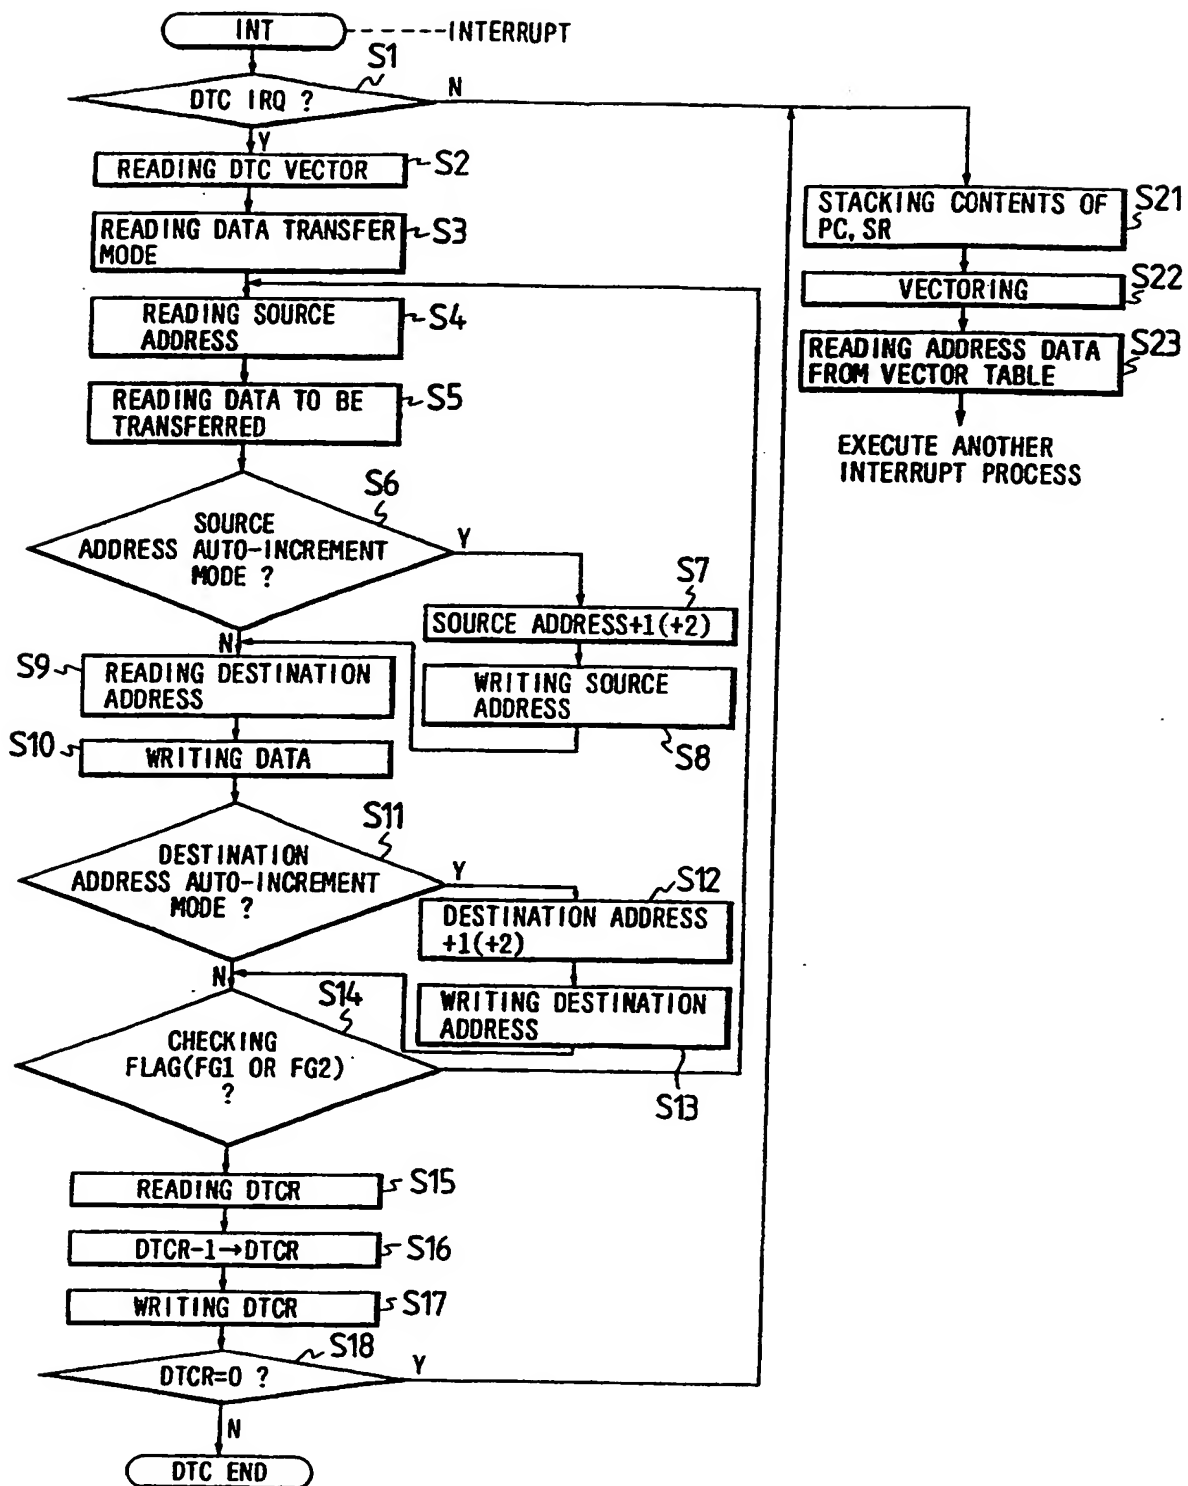 INT
INTERRUPT
S1
DTC IRQ ?
N
Y
READING DTC VECTOR
S2
READING DATA TRANSFER
MODE
S3
READING SOURCE
ADDRESS
S4
READING DATA TO BE
TRANSFERRED
S5
S6
SOURCE
ADDRESS AUTO-INCREMENT
MODE ?
Y
N
S7
SOURCE ADDRESS+1(+2)
WRITING SOURCE
ADDRESS
S8
S9
READING DESTINATION
ADDRESS
S10
WRITING DATA
S11
DESTINATION
ADDRESS AUTO-INCREMENT
MODE ?
Y
N
S12
DESTINATION ADDRESS
+1(+2)
WRITING DESTINATION
ADDRESS
S13
S14
CHECKING
FLAG(FG1 OR FG2)
?
READING DTCR
S15
DTCR-1→DTCR
S16
WRITING DTCR
S17
S18
DTCR=0 ?
Y
N
DTC END
STACKING CONTENTS OF
PC,SR
S21
VECTORING
S22
READING ADDRESS DATA
FROM VECTOR TABLE
S23
EXECUTE ANOTHER
INTERRUPT PROCESS